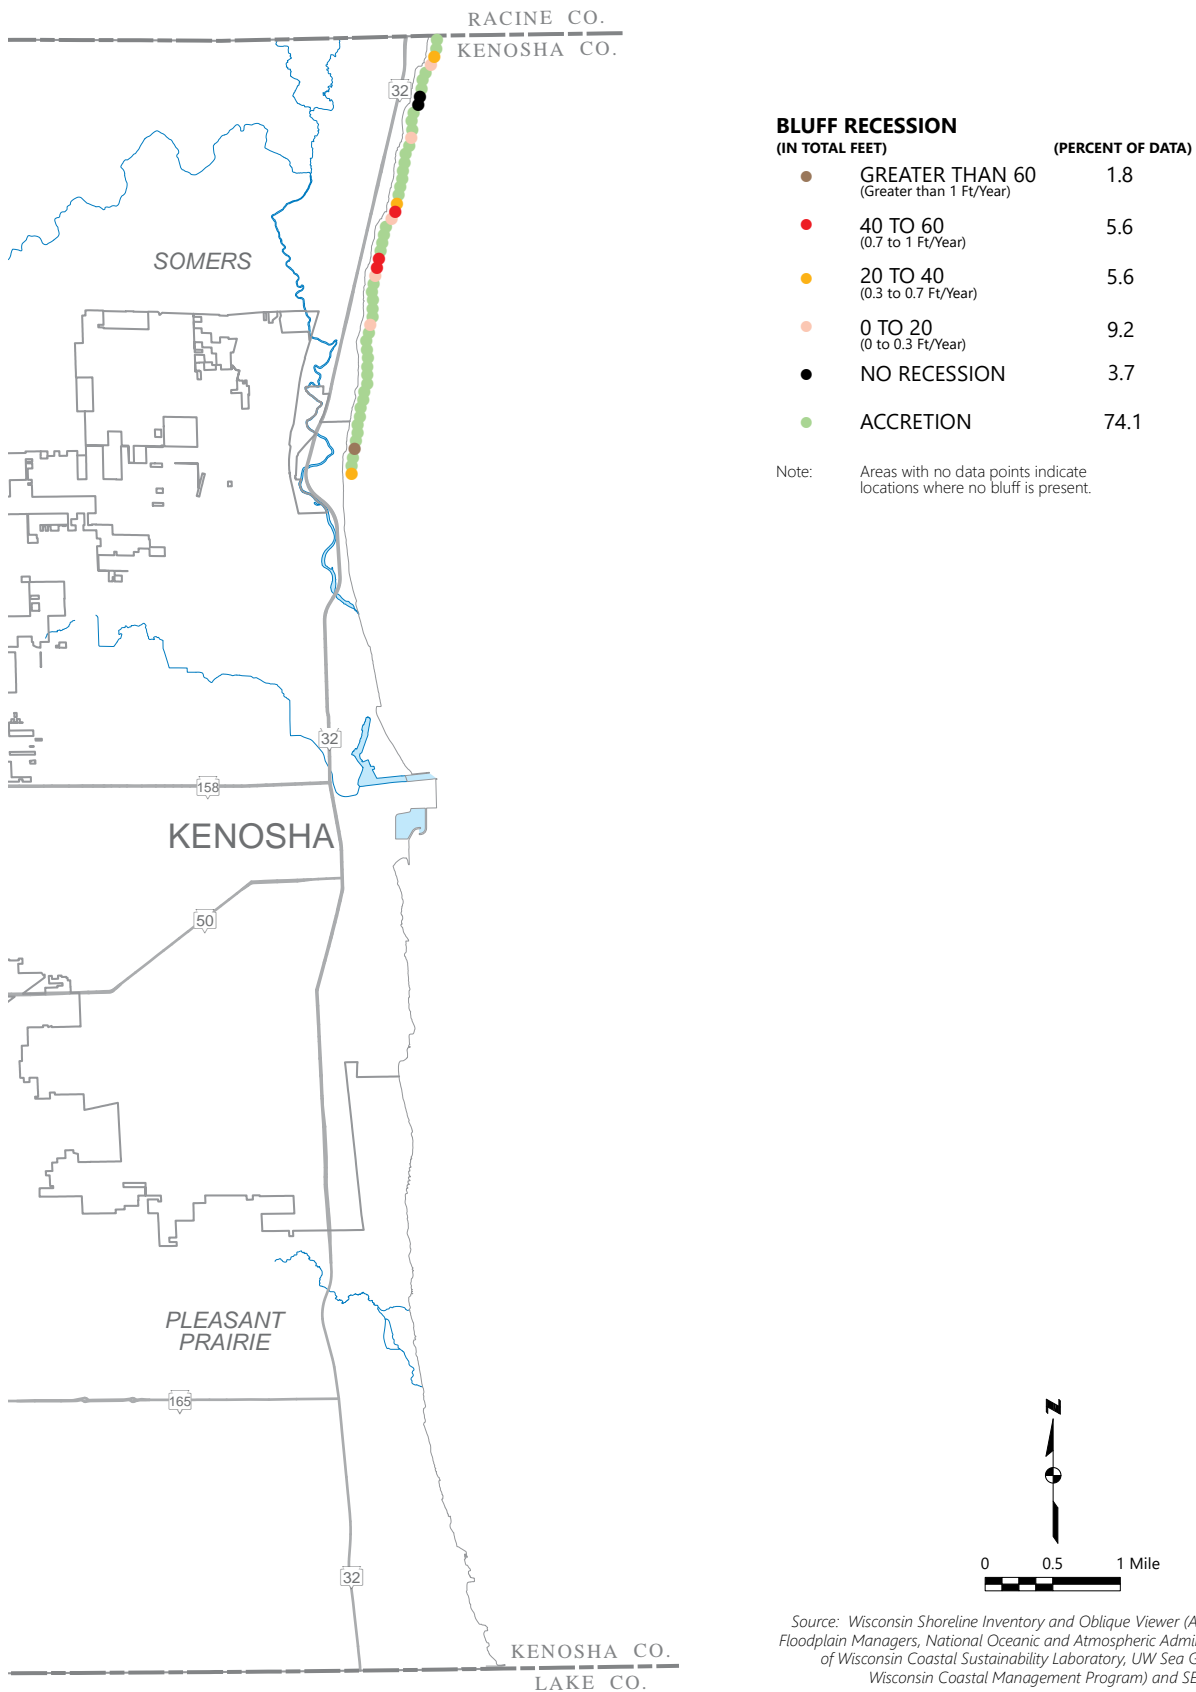 RACINE CO.
KENOSHA CO.
32
BLUFF RECESSION
(IN TOTAL FEET) (PERCENT OF DATA)
GREATER THAN 60 1.8
(Greater than 1 Ft/Year)
40 TO 60 5.6
(0.7 to 1 Ft/Year)
20 TO 40 5.6
(0.3 to 0.7 Ft/Year)
0 TO 20 9.2
(0 to 0.3 Ft/Year)
NO RECESSION 3.7
ACCRETION 74.1
Note: Areas with no data points indicate
locations where no bluff is present.
SOMERS
32
158
KENOSHA
50
PLEASANT
PRAIRIE
165
32
N
0 0.5 1 Mile
Source: Wisconsin Shoreline Inventory and Oblique Viewer (A
Floodplain Managers, National Oceanic and Atmospheric Admi
of Wisconsin Coastal Sustainability Laboratory, UW Sea G
Wisconsin Coastal Management Program) and SE
KENOSHA CO.
LAKE CO.